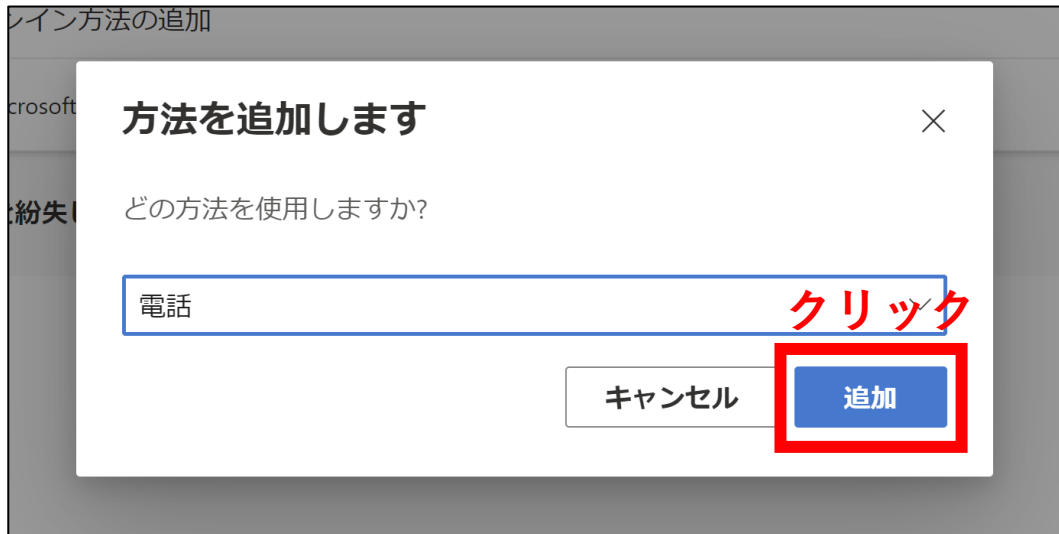 ンイン方法の追加
crosoft
方法を追加します
を紛失し
どの方法を使用しますか?
電話
クリック
キャンセル
追加